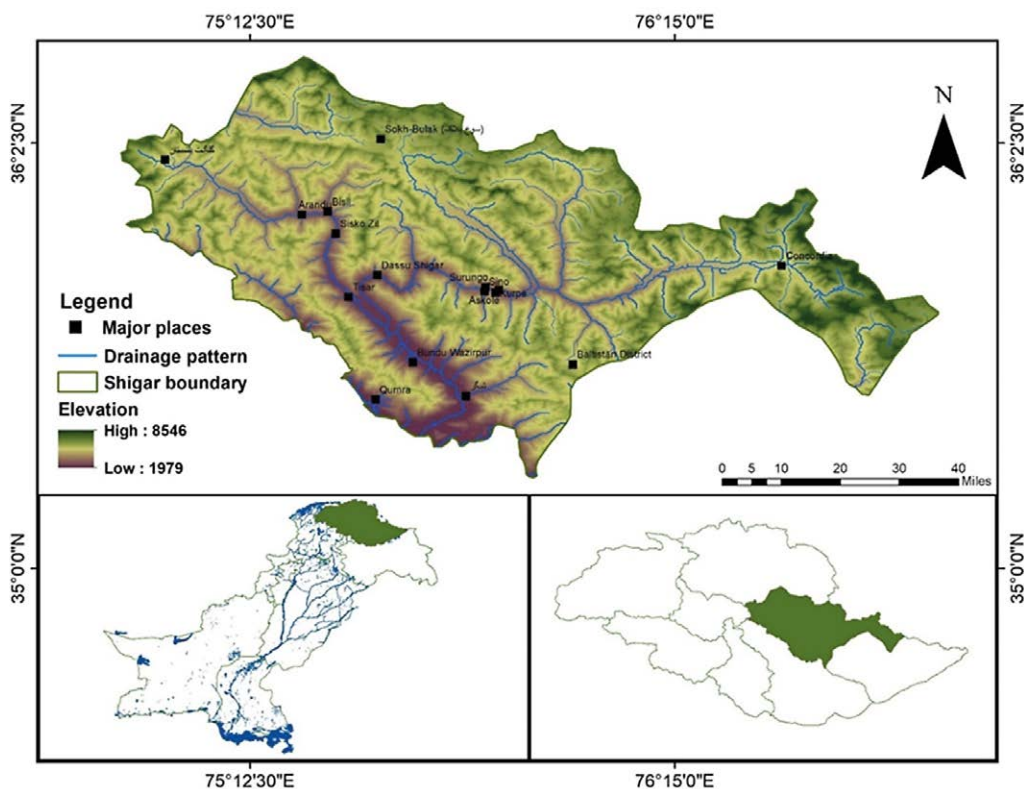 75°12'30"E 76°15'0"E
36°2'30"N
36°2'30"N
N
Sokh-Bulak
Arandu Bisil
Sisko Zil
Dassu Shigar
Tisar
Surungo Sino
Askole Kurpe
Concordia
Bundu Wazirpur
Baltistan District
Qumra
شگر
Legend
Major places
Drainage pattern
Shigar boundary
Elevation
High : 8546
Low : 1979
0 5 10 20 30 40
Miles
35°0'0"N
35°0'0"N
75°12'30"E 76°15'0"E